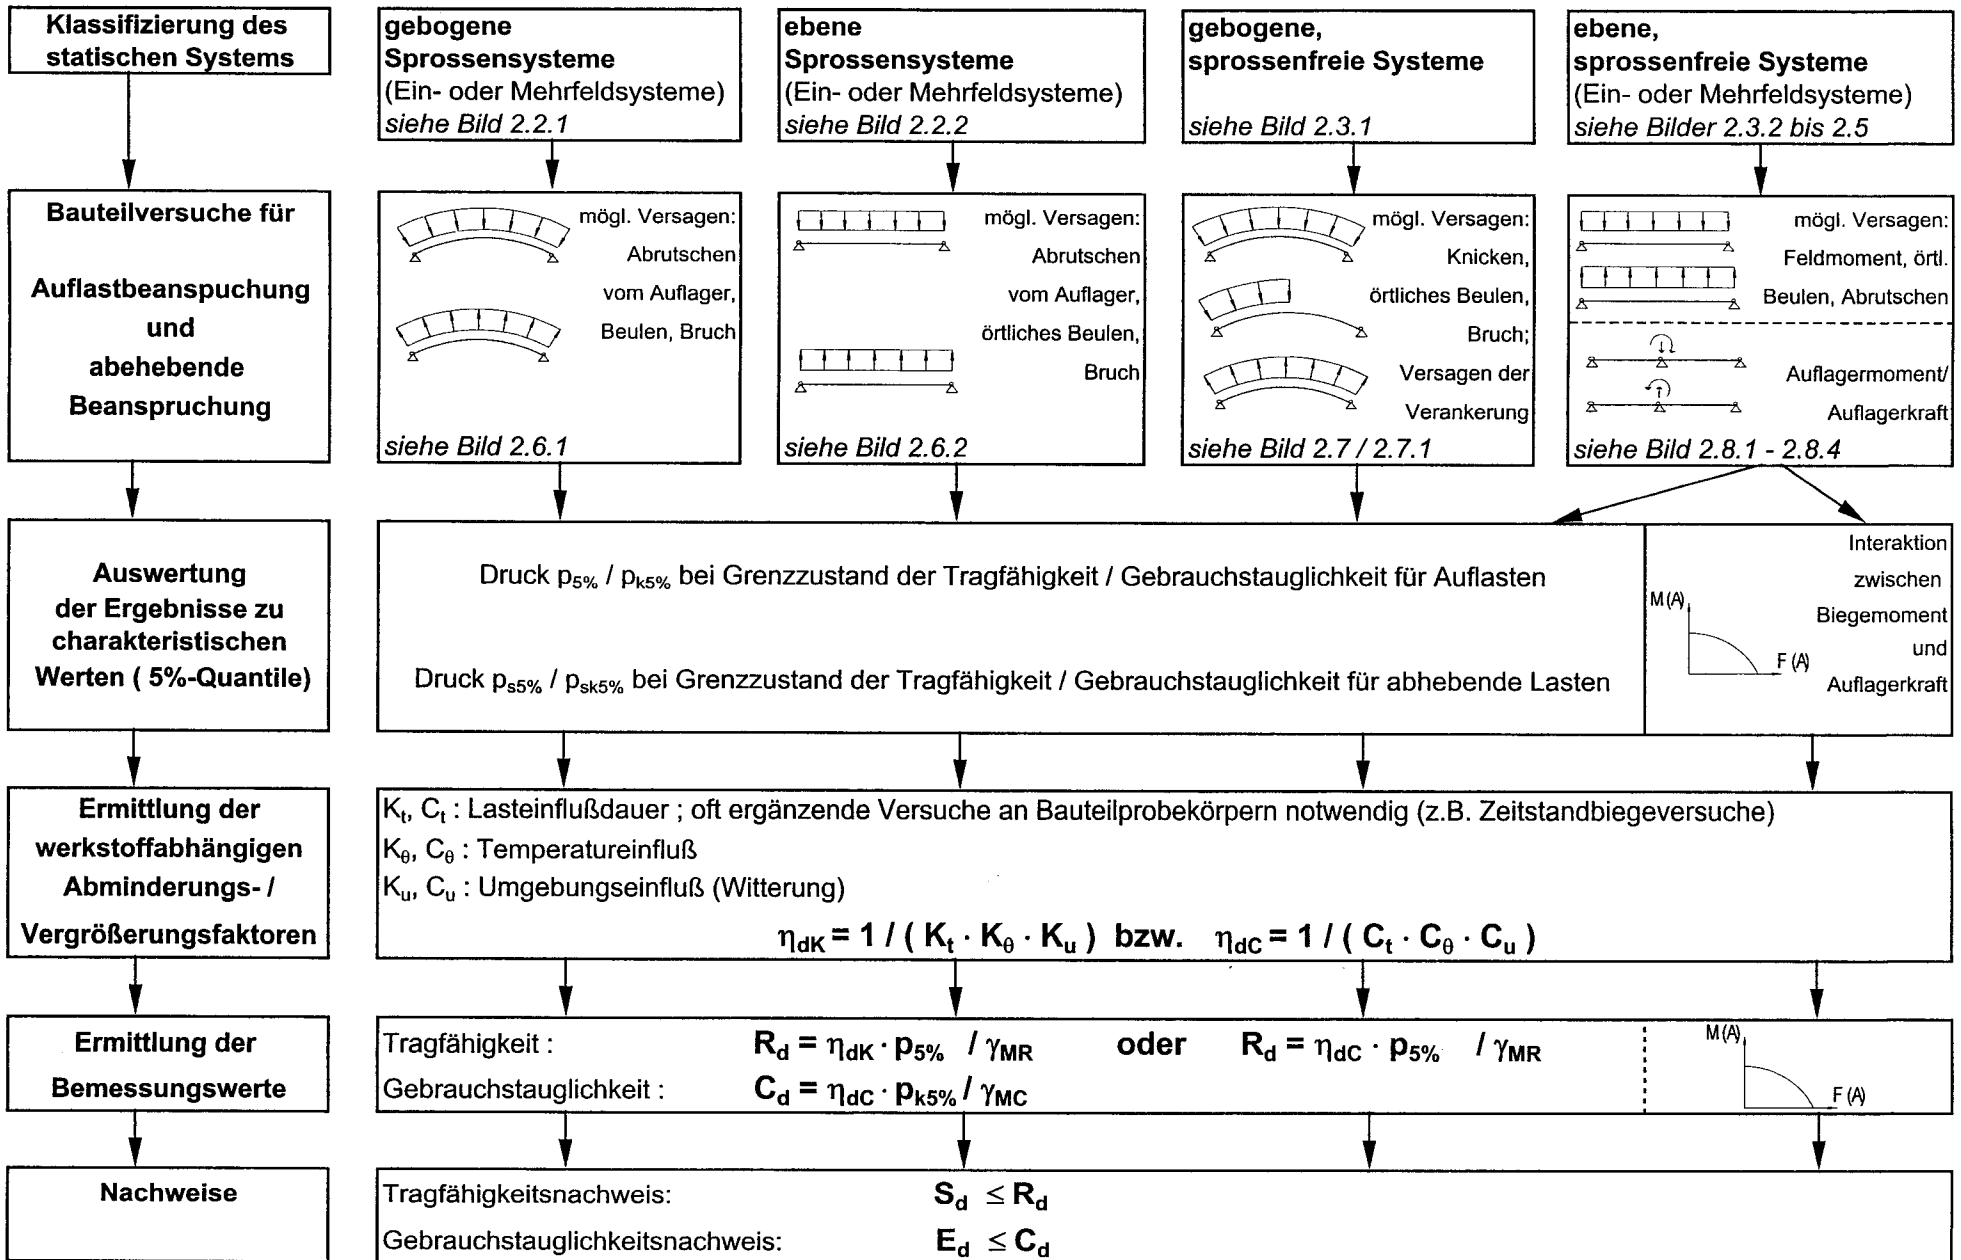 Klassifizierung des
statischen Systems
gebogene
Sprossensysteme
(Ein- oder Mehrfeldsysteme)
siehe Bild 2.2.1
ebene
Sprossensysteme
(Ein- oder Mehrfeldsysteme)
siehe Bild 2.2.2
gebogene,
sprossenfreie Systeme
siehe Bild 2.3.1
ebene,
sprossenfreie Systeme
(Ein- oder Mehrfeldsysteme)
siehe Bilder 2.3.2 bis 2.5
Bauteilversuche für
Auflastbeanspuchung
und
abehebende
Beanspruchung
mögl. Versagen:
Abrutschen
vom Auflager,
Beulen, Bruch
siehe Bild 2.6.1
mögl. Versagen:
Abrutschen
vom Auflager,
örtliches Beulen,
Bruch
siehe Bild 2.6.2
mögl. Versagen:
Knicken,
örtliches Beulen,
Bruch;
Versagen der
Verankerung
siehe Bild 2.7 / 2.7.1
mögl. Versagen:
Feldmoment, örtl.
Beulen, Abrutschen
Auflagermoment/
Auflagerkraft
siehe Bild 2.8.1 - 2.8.4
Auswertung
der Ergebnisse zu
charakteristischen
Werten ( 5%-Quantile)
Druck p5% / pk5% bei Grenzzustand der Tragfähigkeit / Gebrauchstauglichkeit für Auflasten
Druck ps5% / psk5% bei Grenzzustand der Tragfähigkeit / Gebrauchstauglichkeit für abhebende Lasten
Interaktion
zwischen
Biegemoment
und
Auflagerkraft
M (A)
F (A)
Ermittlung der
werkstoffabhängigen
Abminderungs- /
Vergrößerungsfaktoren
Kt, Ct : Lasteinflußdauer ; oft ergänzende Versuche an Bauteilprobekörpern notwendig (z.B. Zeitstandbiegeversuche)
Kθ, Cθ : Temperatureinfluß
Ku, Cu : Umgebungseinfluß (Witterung)
ηdK = 1 / ( Kt · Kθ · Ku ) bzw. ηdC = 1 / ( Ct · Cθ · Cu )
Ermittlung der
Bemessungswerte
Tragfähigkeit : Rd = ηdK · p5% / γMR oder Rd = ηdC · p5% / γMR
Gebrauchstauglichkeit : Cd = ηdC · pk5% / γMC
M (A)
F (A)
Nachweise
Tragfähigkeitsnachweis: Sd ≤ Rd
Gebrauchstauglichkeitsnachweis: Ed ≤ Cd